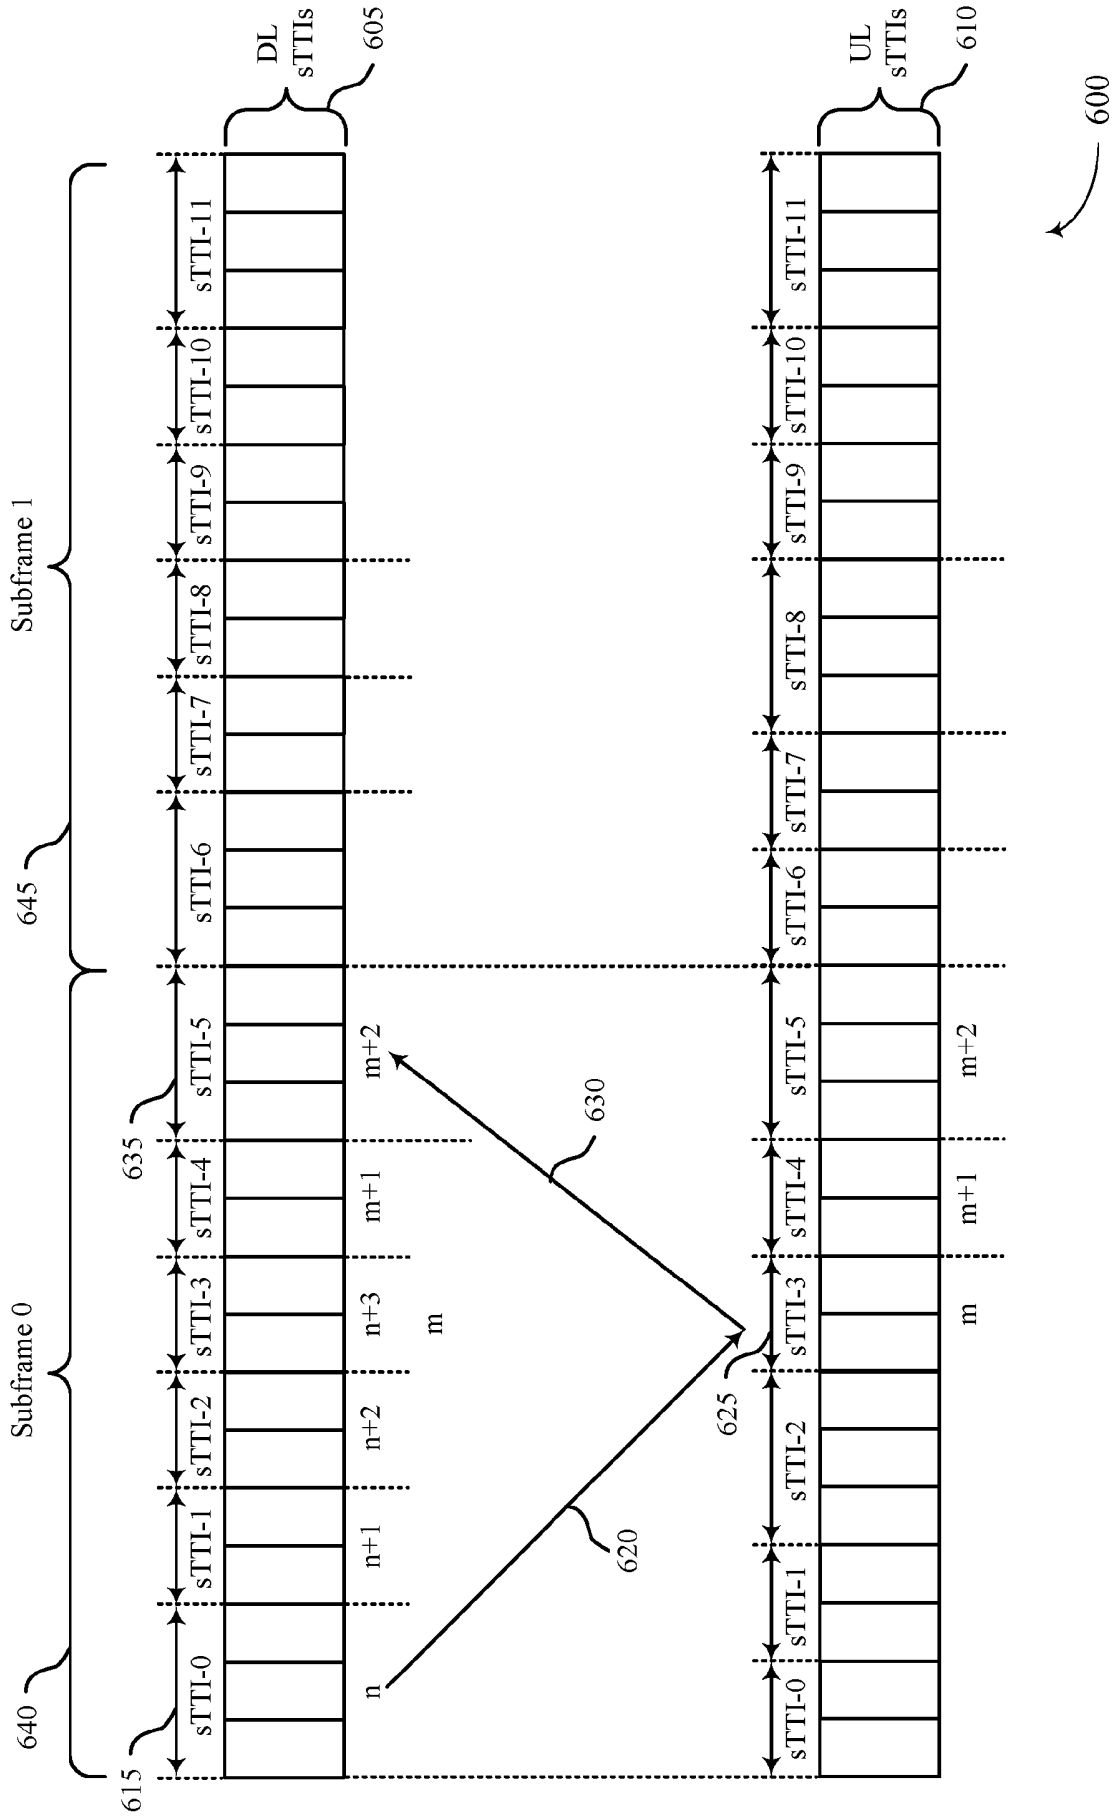 640
Subframe 0
645
Subframe 1
615
635
sTTI-0
sTTI-1
sTTI-2
sTTI-3
sTTI-4
sTTI-5
sTTI-6
sTTI-7
sTTI-8
sTTI-9
sTTI-10
sTTI-11
DL
sTTIs
605
n
n+1
n+2
n+3
m+1
m+2
m
620
630
625
sTTI-0
sTTI-1
sTTI-2
sTTI-3
sTTI-4
sTTI-5
sTTI-6
sTTI-7
sTTI-8
sTTI-9
sTTI-10
sTTI-11
UL
sTTIs
610
m
m+1
m+2
600